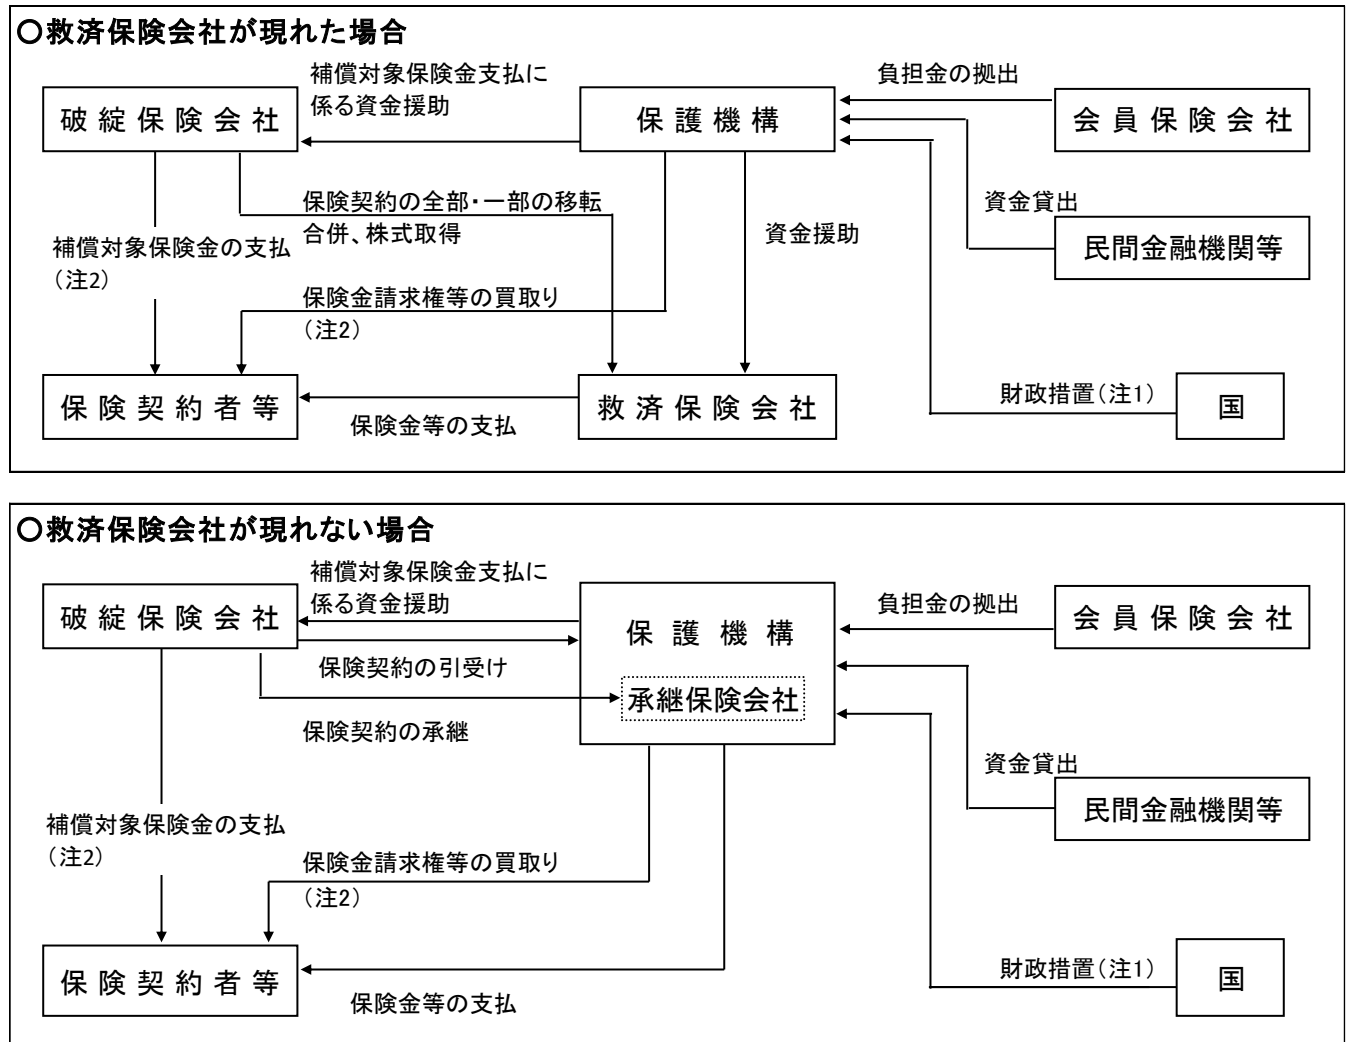 ○救済保険会社が現れた場合
補償対象保険金支払に
係る資金援助
負担金の拠出
破綻保険会社
保護機構
会員保険会社
保険契約の全部・一部の移転
合併、株式取得
資金貸出
補償対象保険金の支払
（注2）
資金援助
民間金融機関等
保険金請求権等の買取り
（注2）
保険契約者等
保険金等の支払
救済保険会社
財政措置（注1）
国
○救済保険会社が現れない場合
補償対象保険金支払に
係る資金援助
負担金の拠出
破綻保険会社
保護機構
会員保険会社
保険契約の引受け
承継保険会社
保険契約の承継
資金貸出
民間金融機関等
補償対象保険金の支払
（注2）
保険金請求権等の買取り
（注2）
保険契約者等
保険金等の支払
財政措置（注1）
国